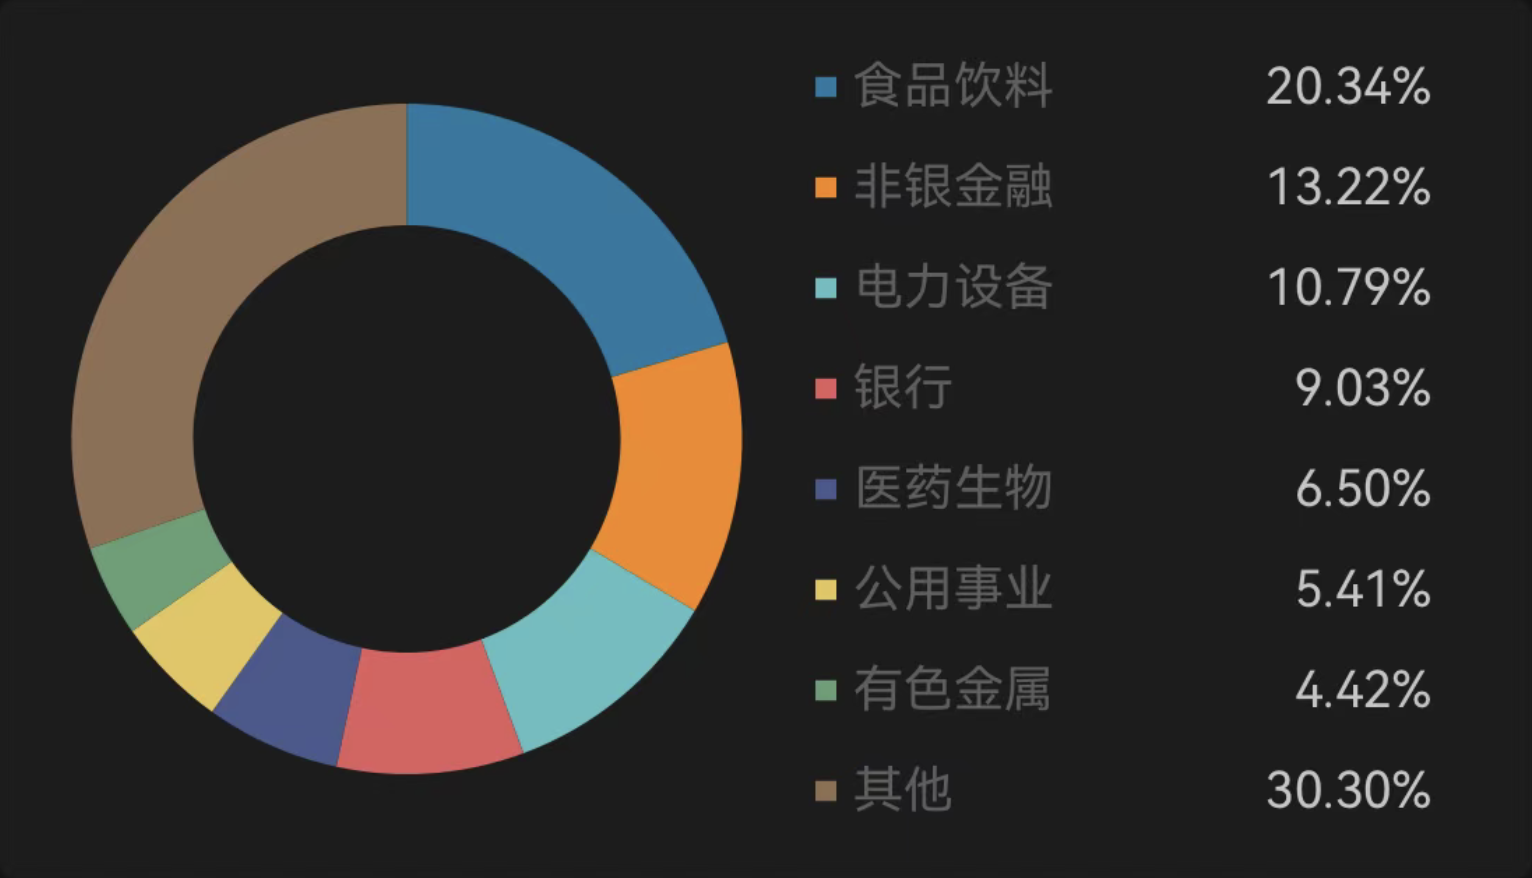 食品饮料 20.34%
非银金融 13.22%
电力设备 10.79%
银行 9.03%
医药生物 6.50%
公用事业 5.41%
有色金属 4.42%
其他 30.30%